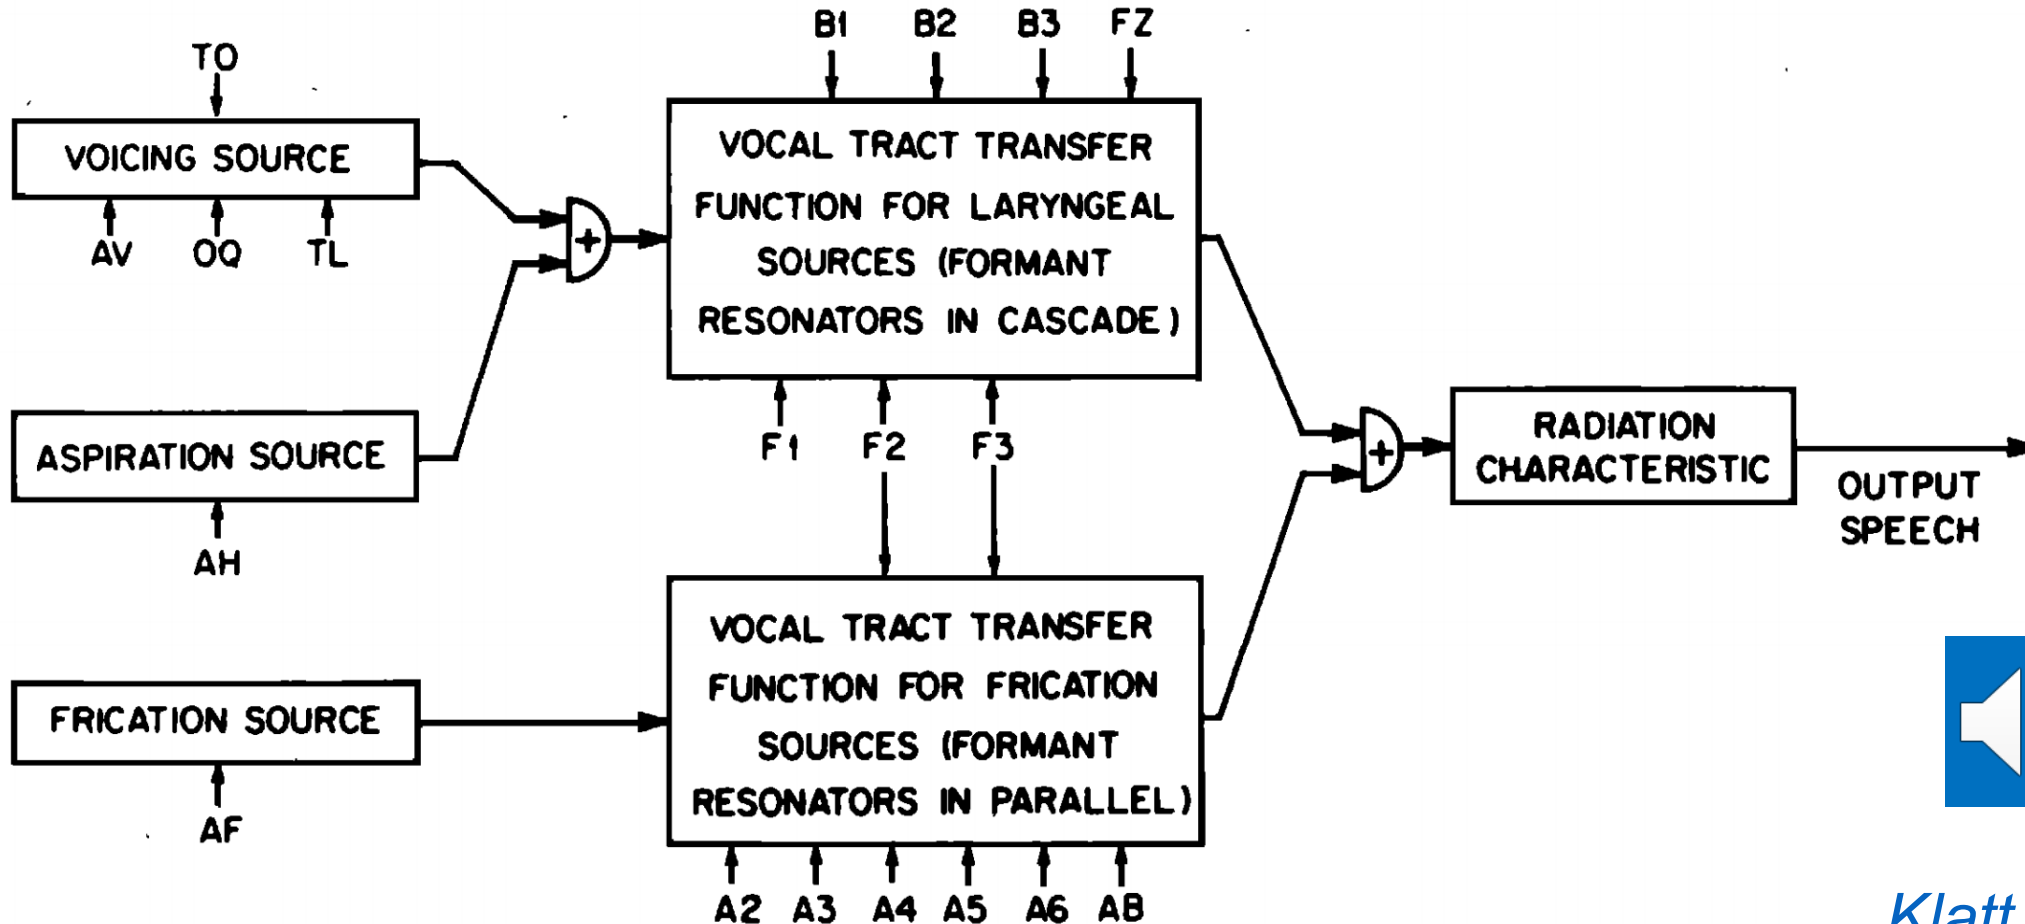 B1 B2 B3 FZ
TO
VOICING SOURCE
AV OQ TL
VOCAL TRACT TRANSFER
FUNCTION FOR LARYNGEAL
SOURCES (FORMANT
RESONATORS IN CASCADE)
+
ASPIRATION SOURCE
AH
F1 F2 F3
+
RADIATION
CHARACTERISTIC
OUTPUT
SPEECH
FRICATION SOURCE
AF
VOCAL TRACT TRANSFER
FUNCTION FOR FRICATION
SOURCES (FORMANT
RESONATORS IN PARALLEL)
A2 A3 A4 A5 A6 AB
Klatt